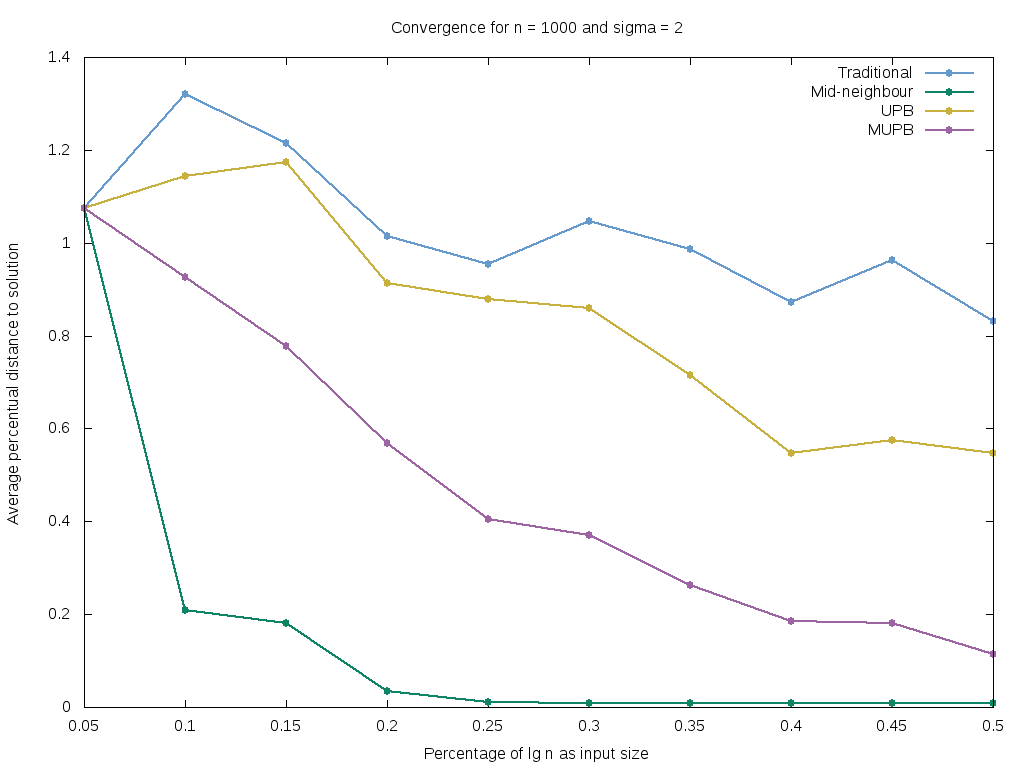 Convergence for n = 1000 and sigma = 2
Traditional
Mid-neighbour
UPB
MUPB
1.4
1.2
1
0.8
0.6
0.4
0.2
0
Average percentual distance to solution
0.05 0.1 0.15 0.2 0.25 0.3 0.35 0.4 0.45 0.5
Percentage of lg n as input size